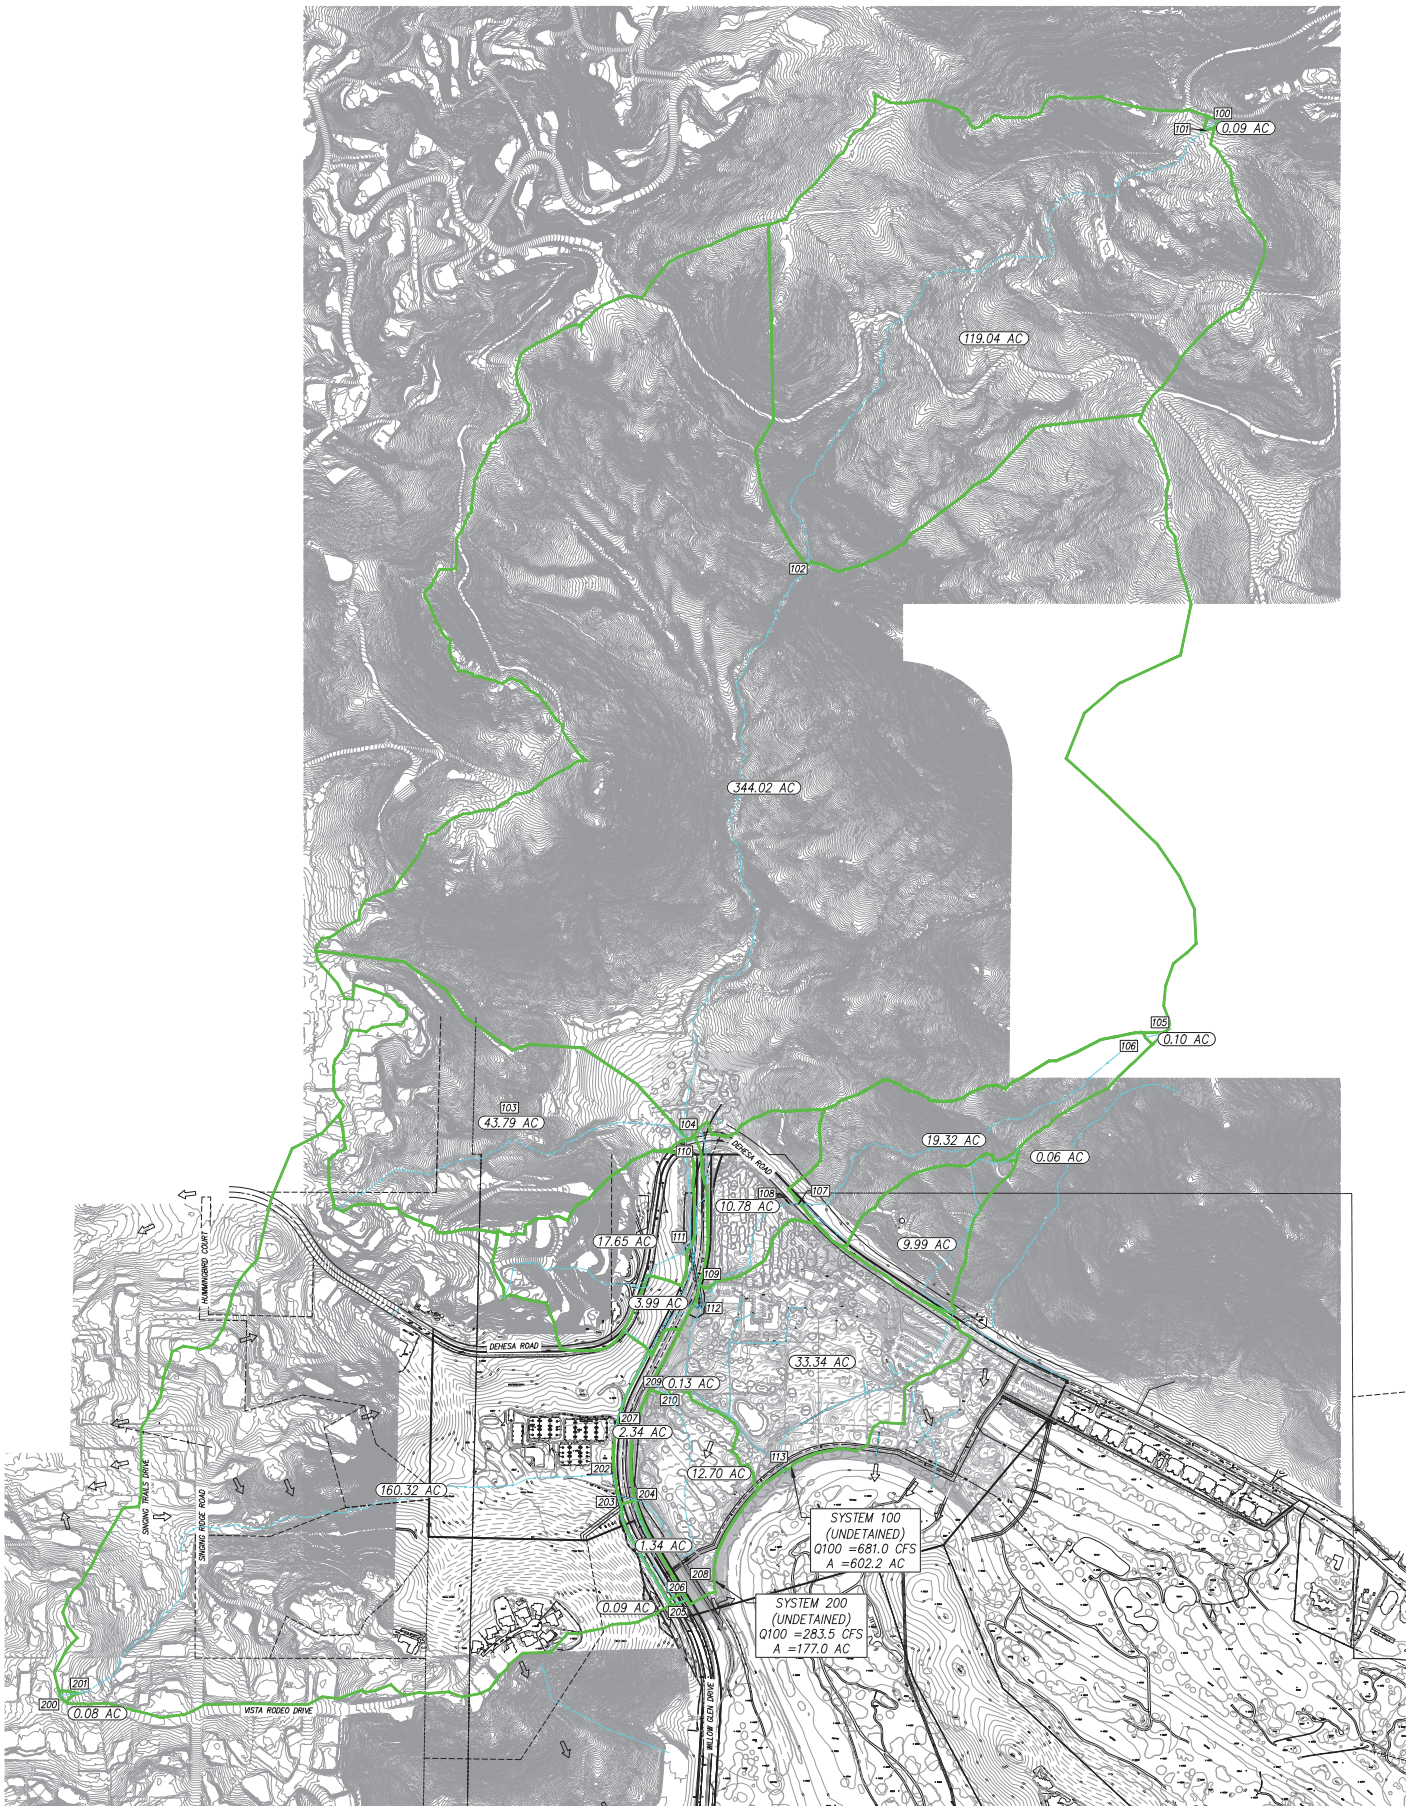 100
101
0.09 AC
119.04 AC
102
344.02 AC
105
0.10 AC
106
103
43.79 AC
104
DEHESA ROAD
110
19.32 AC
0.06 AC
108
107
10.78 AC
HUMMINGBIRD COURT
17.65 AC
111
9.99 AC
109
3.99 AC
112
DEHESA ROAD
33.34 AC
209
0.13 AC
210
207
2.34 AC
113
202
12.70 AC
SINGING TRAILS DRIVE
SINGING RIDGE ROAD
160.32 AC
203
204
SYSTEM 100
(UNDETAINED)
Q100 =681.0 CFS
A =602.2 AC
1.34 AC
208
206
0.09 AC
205
SYSTEM 200
(UNDETAINED)
Q100 =283.5 CFS
A =177.0 AC
201
200
0.08 AC
VISTA RODEO DRIVE
WILLOW GLEN DRIVE